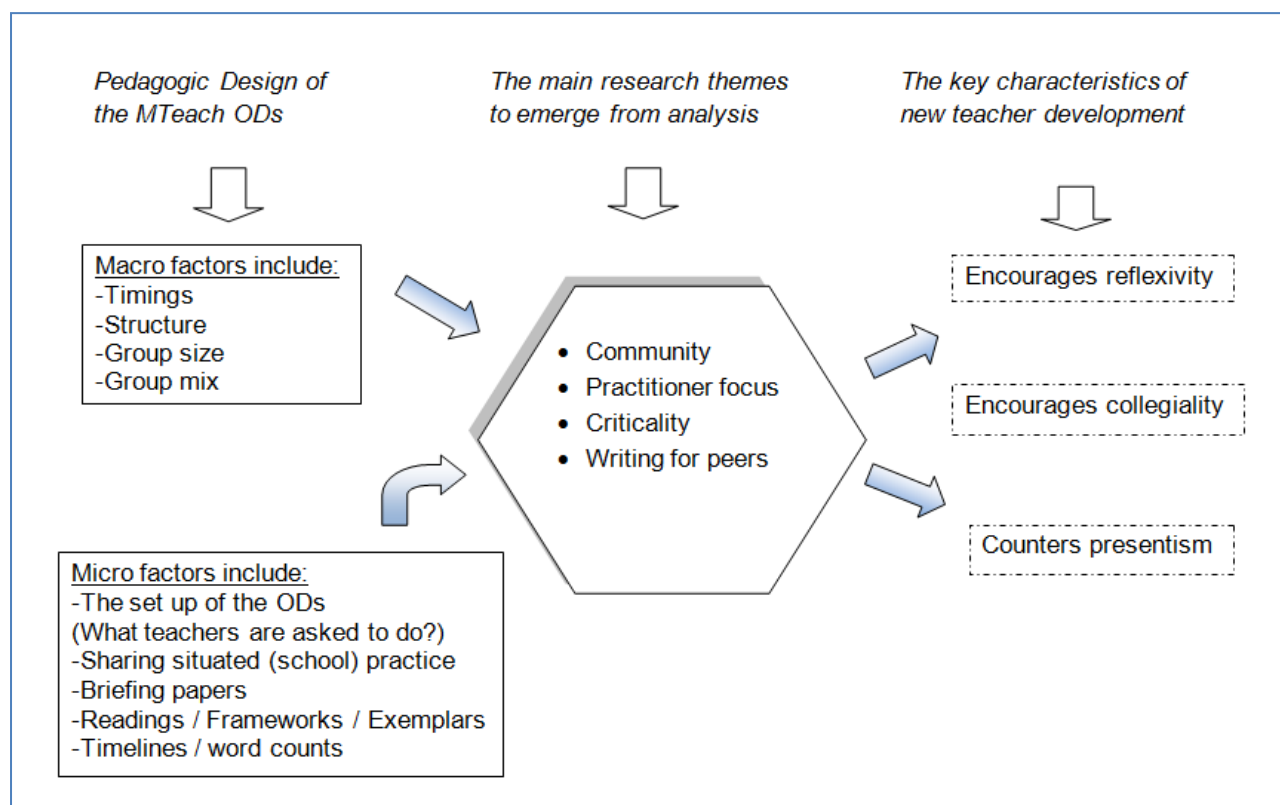 Pedagogic Design of
the MTeach ODs
The main research themes
to emerge from analysis
The key characteristics of
new teacher development
Macro factors include:
-Timings
-Structure
-Group size
-Group mix
Micro factors include:
-The set up of the ODs
(What teachers are asked to do?)
-Sharing situated (school) practice
-Briefing papers
-Readings / Frameworks / Exemplars
-Timelines / word counts
• Community
• Practitioner focus
• Criticality
• Writing for peers
Encourages reflexivity
Encourages collegiality
Counters presentism